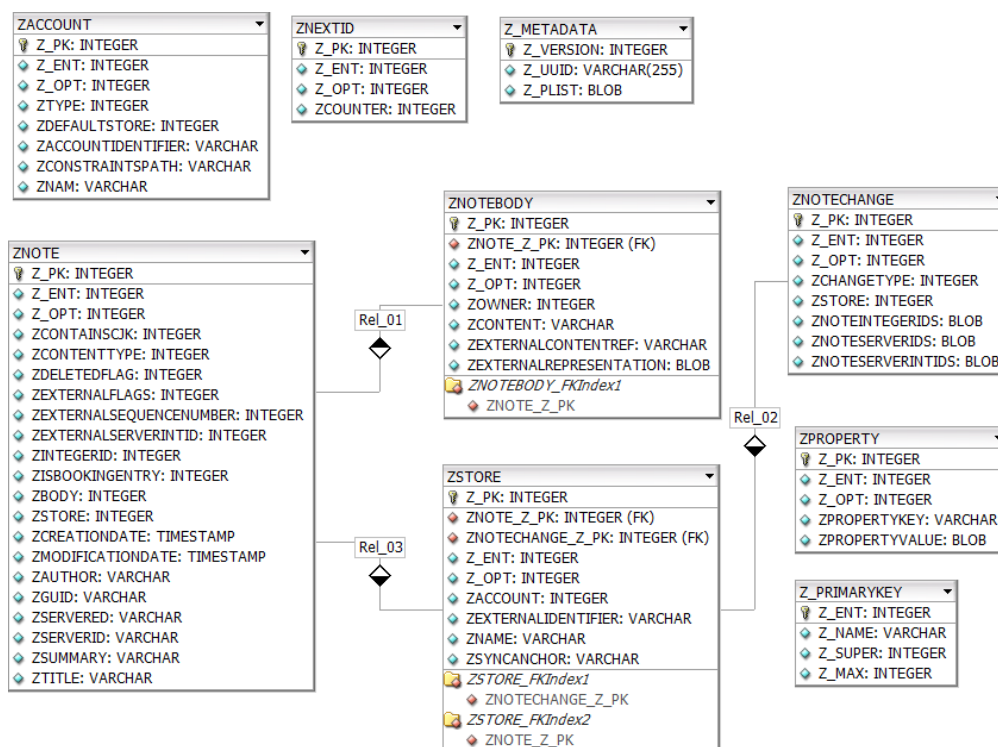 ZACCOUNT
Z_PK: INTEGER
Z_ENT: INTEGER
Z_OPT: INTEGER
ZTYPE: INTEGER
ZDEFAULTSTORE: INTEGER
ZACCOUNTIDENTIFIER: VARCHAR
ZCONSTRAINTSPATH: VARCHAR
ZNAM: VARCHAR
ZNEXTID
Z_PK: INTEGER
Z_ENT: INTEGER
Z_OPT: INTEGER
ZCOUNTER: INTEGER
Z_METADATA
Z_VERSION: INTEGER
Z_UUID: VARCHAR(255)
Z_PLIST: BLOB
ZNOTE
Z_PK: INTEGER
Z_ENT: INTEGER
Z_OPT: INTEGER
ZCONTAINSCJK: INTEGER
ZCONTENTTYPE: INTEGER
ZDELETEDFLAG: INTEGER
ZEXTERNALFLAGS: INTEGER
ZEXTERNALSEQUENCENUMBER: INTEGER
ZEXTERNALSERVERINTID: INTEGER
ZINTEGERID: INTEGER
ZISBOOKINGENTRY: INTEGER
ZBODY: INTEGER
ZSTORE: INTEGER
ZCREATIONDATE: TIMESTAMP
ZMODIFICATIONDATE: TIMESTAMP
ZAUTHOR: VARCHAR
ZGUID: VARCHAR
ZSERVERED: VARCHAR
ZSERVERID: VARCHAR
ZSUMMARY: VARCHAR
ZTITLE: VARCHAR
Rel_01
Rel_03
ZNOTEBODY
Z_PK: INTEGER
ZNOTE_Z_PK: INTEGER (FK)
Z_ENT: INTEGER
Z_OPT: INTEGER
ZOWNER: INTEGER
ZCONTENT: VARCHAR
ZEXTERNALCONTENTREF: VARCHAR
ZEXTERNALREPRESENTATION: BLOB
ZNOTEBODY_FKIndex1
ZNOTE_Z_PK
ZSTORE
Z_PK: INTEGER
ZNOTE_Z_PK: INTEGER (FK)
ZNOTECHANGE_Z_PK: INTEGER (FK)
Z_ENT: INTEGER
Z_OPT: INTEGER
ZACCOUNT: INTEGER
ZEXTERNALIDENTIFIER: VARCHAR
ZNAME: VARCHAR
ZSYNCANCHOR: VARCHAR
ZSTORE_FKIndex1
ZNOTECHANGE_Z_PK
ZSTORE_FKIndex2
ZNOTE_Z_PK
Rel_02
ZNOTECHANGE
Z_PK: INTEGER
Z_ENT: INTEGER
Z_OPT: INTEGER
ZCHANGETYPE: INTEGER
ZSTORE: INTEGER
ZNOTEINTEGERIDS: BLOB
ZNOTESERVERIDS: BLOB
ZNOTESERVERINTIDS: BLOB
ZPROPERTY
Z_PK: INTEGER
Z_ENT: INTEGER
Z_OPT: INTEGER
ZPROPERTYKEY: VARCHAR
ZPROPERTYVALUE: BLOB
Z_PRIMARYKEY
Z_ENT: INTEGER
Z_NAME: VARCHAR
Z_SUPER: INTEGER
Z_MAX: INTEGER